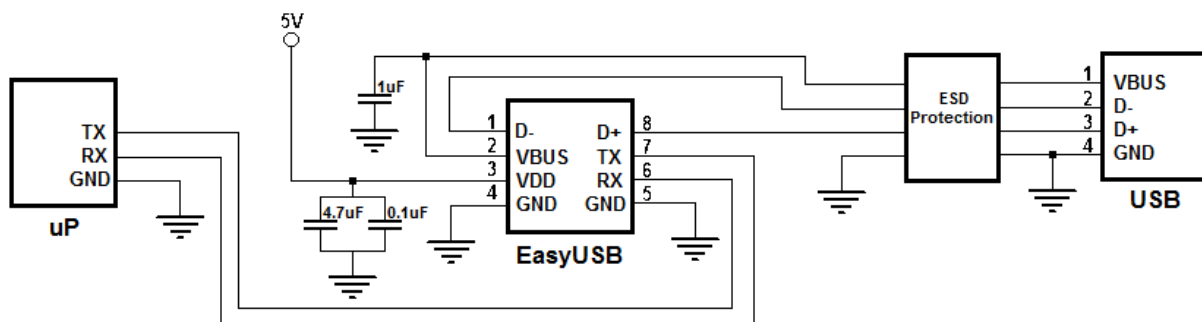 5V
1uF
TX
RX
GND
uP
4.7uF 0.1uF
1 D-
2 VBUS
3 VDD
4 GND
D+ 8
TX 7
RX 6
GND 5
EasyUSB
ESD
Protection
1 VBUS
2 D-
3 D+
4 GND
USB